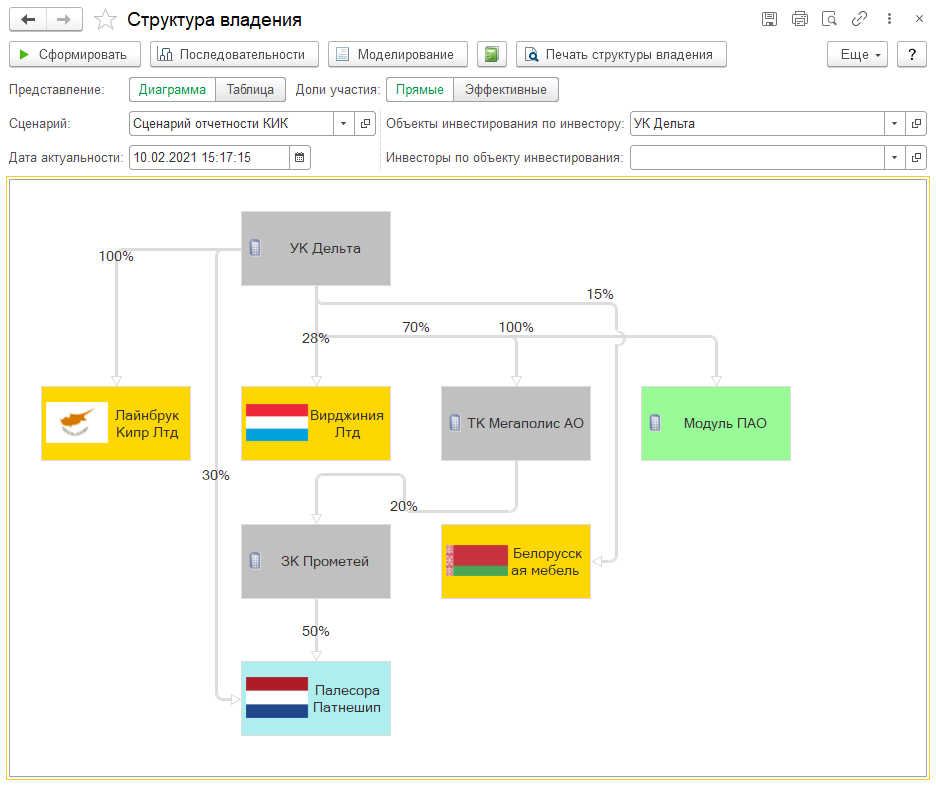 Структура владения
Сформировать
Последовательности
Моделирование
Печать структуры владения
Еще
?
Представление:
Диаграмма
Таблица
Доли участия:
Прямые
Эффективные
Сценарий:
Сценарий отчетности КИК
Объекты инвестирования по инвестору:
УК Дельта
Дата актуальности:
10.02.2021 15:17:15
Инвесторы по объекту инвестирования:
УК Дельта
100%
15%
28%
70%
100%
Лайнбрук
Кипр Лтд
Вирджиния
Лтд
ТК Мегаполис АО
Модуль ПАО
30%
20%
ЗК Прометей
Белорусск
ая мебель
50%
Палесора
Патнешип